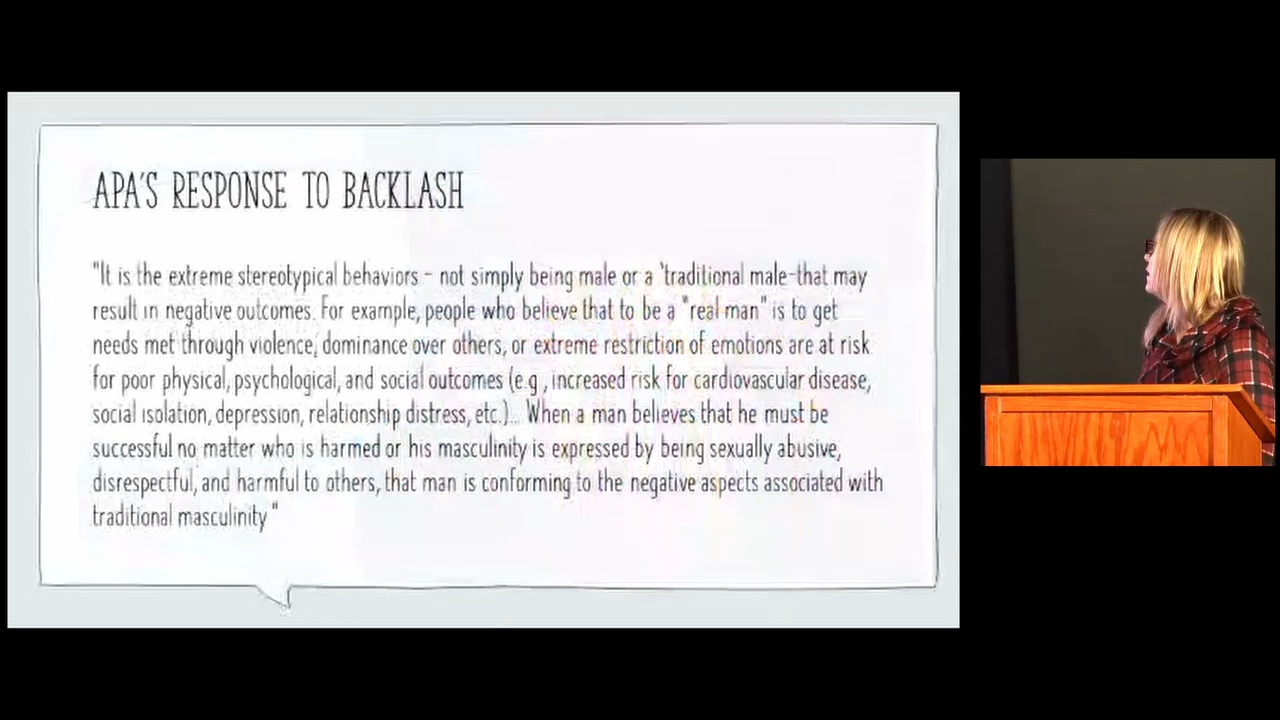 APA'S RESPONSE TO BACKLASH
"It is the extreme stereotypical behaviors - not simply being male or a 'traditional male-that may
result in negative outcomes. For example, people who believe that to be a "real man" is to get
needs met through violence, dominance over others, or extreme restriction of emotions are at risk
for poor physical, psychological, and social outcomes (e.g., increased risk for cardiovascular disease,
social isolation, depression, relationship distress, etc.)... When a man believes that he must be
successful no matter who is harmed or his masculinity is expressed by being sexually abusive,
disrespectful, and harmful to others, that man is conforming to the negative aspects associated with
traditional masculinity"